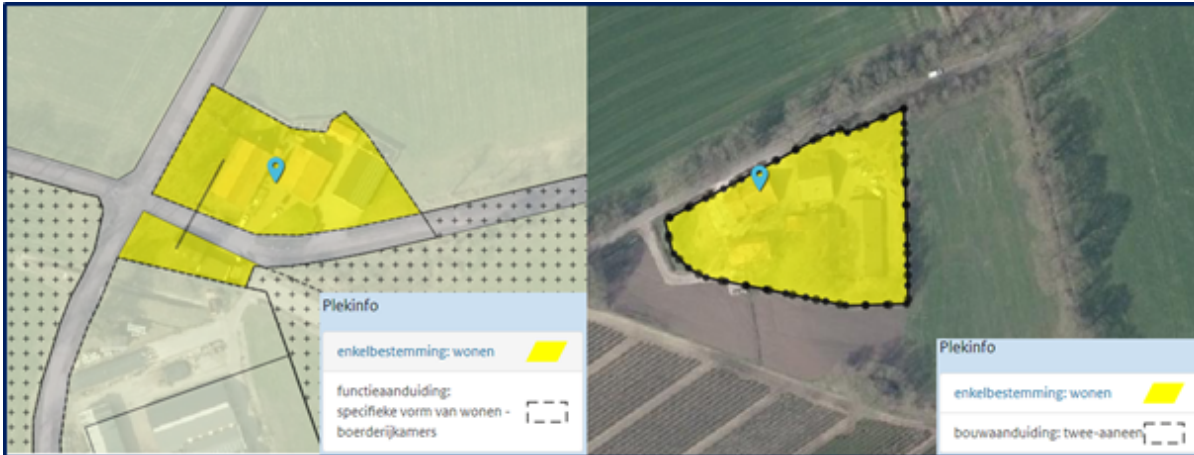 Plekinfo
enkelbestemming: wonen
functieaanduiding:
specifieke vorm van wonen -
boerderijkamers
Plekinfo
enkelbestemming: wonen
bouwaanduiding: twee-aaneen